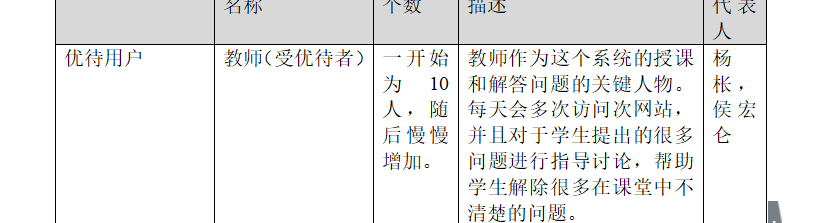 名称 个数 描述 代表人
优待用户
教师（受优待者）
一开始
为 10
人，随
后慢慢
增加。
教师作为这个系统的授课
和解答问题的关键人物。
每天会多次访问次网站，
并且对于学生提出的很多
问题进行指导讨论，帮助
学生解除很多在课堂中不
清楚的问题。
杨
枨，
侯宏
仑